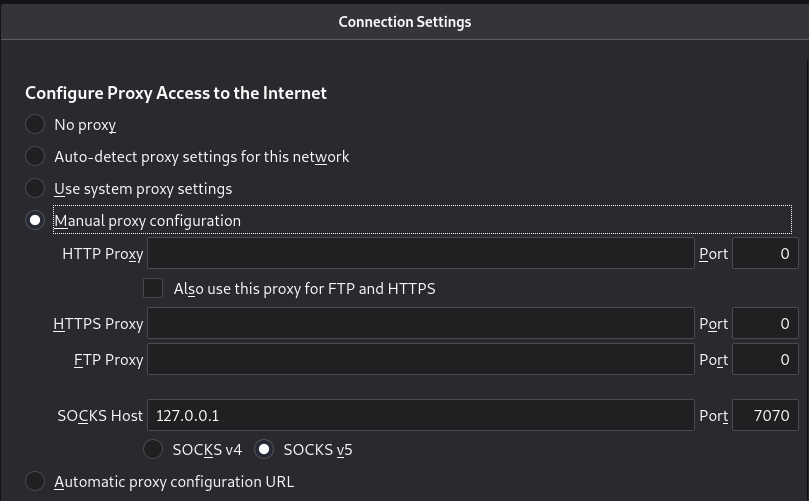 Connection Settings
Configure Proxy Access to the Internet
No proxy
Auto-detect proxy settings for this network
Use system proxy settings
Manual proxy configuration
HTTP Proxy Port 0
Also use this proxy for FTP and HTTPS
HTTPS Proxy Port 0
FTP Proxy Port 0
SOCKS Host 127.0.0.1 Port 7070
SOCKS v4 SOCKS v5
Automatic proxy configuration URL